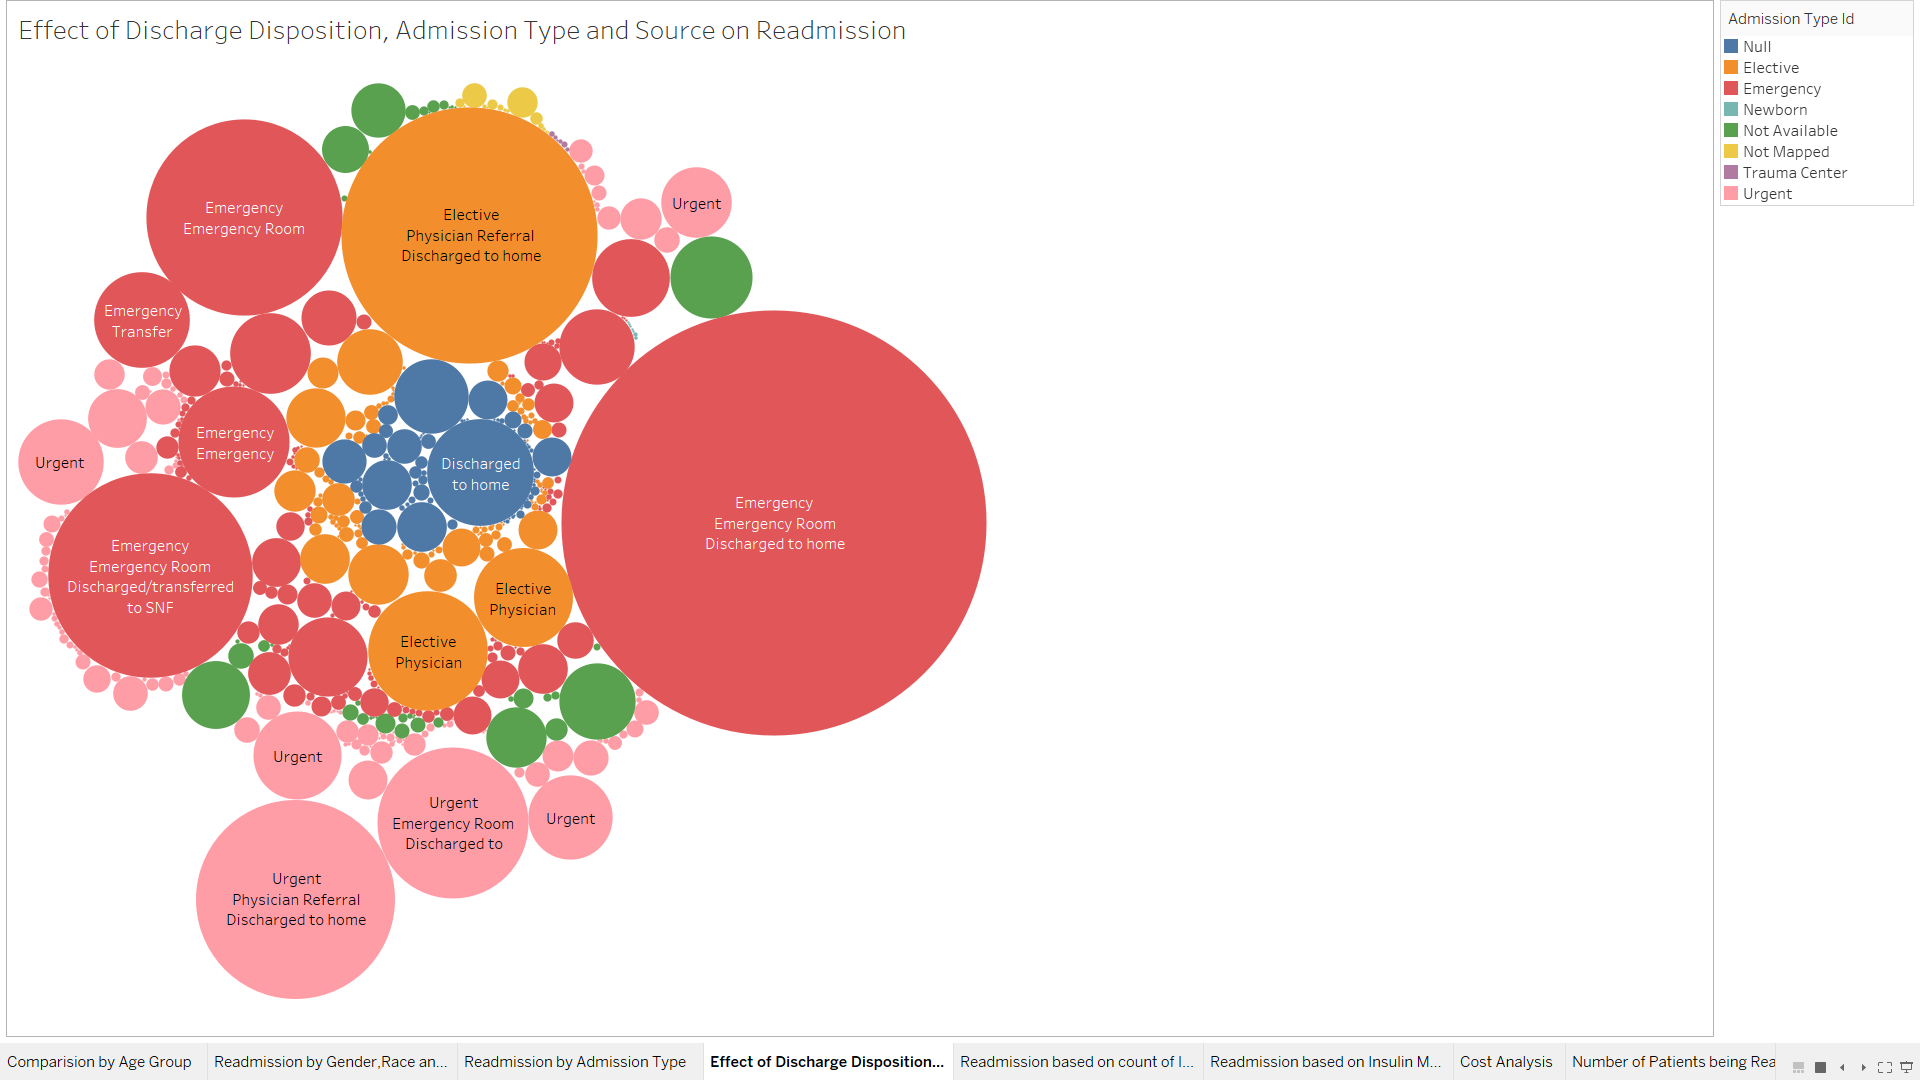 Effect of Discharge Disposition, Admission Type and Source on Readmission
Admission Type Id
Null
Elective
Emergency
Newborn
Not Available
Not Mapped
Trauma Center
Urgent
Emergency
Emergency Room
Elective
Physician Referral
Discharged to home
Urgent
Emergency
Transfer
Emergency
Emergency
Urgent
Discharged
to home
Emergency
Emergency Room
Discharged to home
Emergency
Emergency Room
Discharged/transferred
to SNF
Elective
Physician
Elective
Physician
Urgent
Urgent
Emergency Room
Discharged to
Urgent
Urgent
Physician Referral
Discharged to home
Comparision by Age Group
Readmission by Gender,Race an...
Readmission by Admission Type
Effect of Discharge Disposition...
Readmission based on count of I...
Readmission based on Insulin M...
Cost Analysis
Number of Patients being Rea